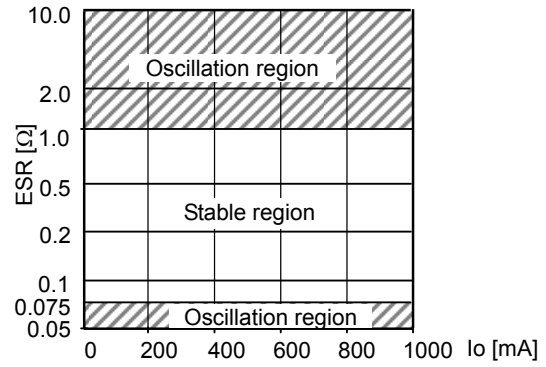 10.0
Oscillation region
2.0
1.0
ESR [Ω]
0.5
Stable region
0.2
0.1
0.075
Oscillation region
0.05
0 200 400 600 800 1000 Io [mA]